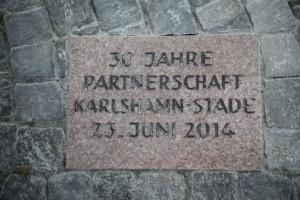 30 JAHRE
PARTNERSCHAFT
KARLSHAMN-STADE
23. JUNI 2014